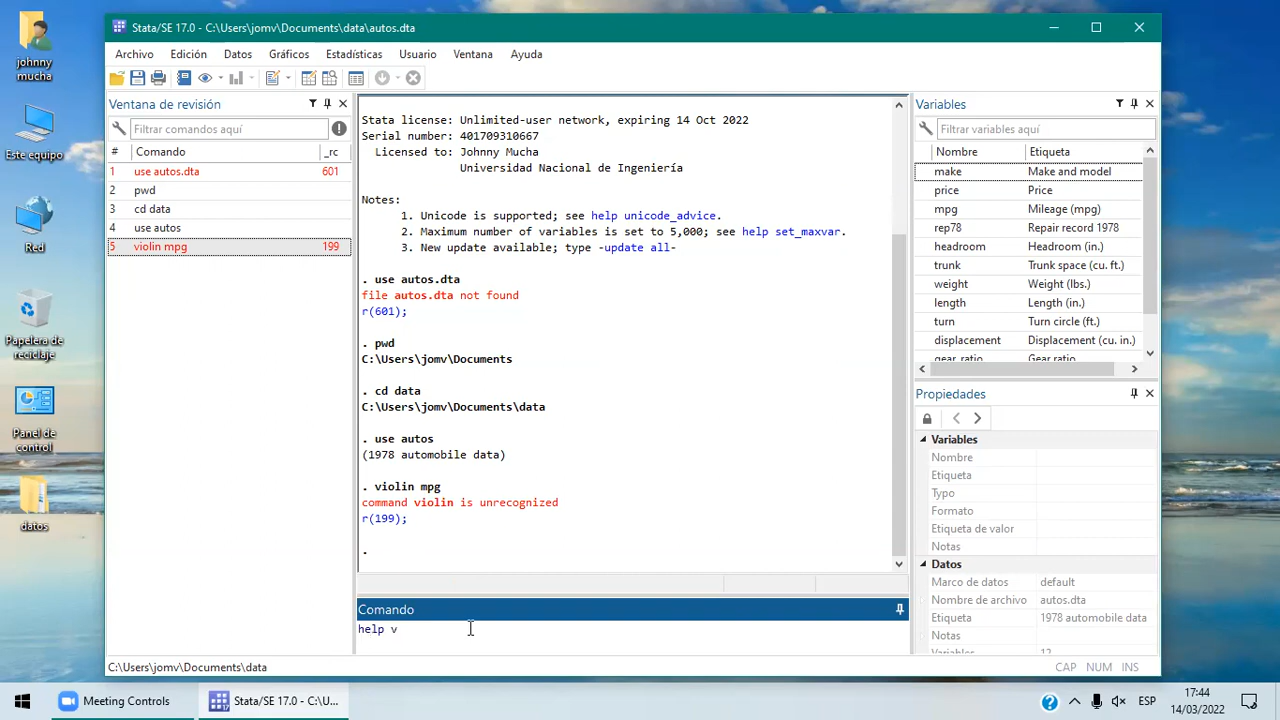 johnny
mucha
Este equipo
Red
Papelera de
reciclaje
Panel de
control
datos
Stata/SE 17.0 - C:\Users\jomv\Documents\data\autos.dta
Archivo Edición Datos Gráficos Estadísticas Usuario Ventana Ayuda
Ventana de revisión
Filtrar comandos aquí
# Comando _rc
1 use autos.dta 601
2 pwd
3 cd data
4 use autos
5 violin mpg 199
Stata license: Unlimited-user network, expiring 14 Oct 2022
Serial number: 401709310667
Licensed to: Johnny Mucha
Universidad Nacional de Ingeniería
Notes:
1. Unicode is supported; see help unicode_advice.
2. Maximum number of variables is set to 5,000; see help set_maxvar.
3. New update available; type -update all-
. use autos.dta
file autos.dta not found
r(601);
. pwd
C:\Users\jomv\Documents
. cd data
C:\Users\jomv\Documents\data
. use autos
(1978 automobile data)
. violin mpg
command violin is unrecognized
r(199);
.
Comando
help v
Variables
Filtrar variables aquí
Nombre Etiqueta
make Make and model
price Price
mpg Mileage (mpg)
rep78 Repair record 1978
headroom Headroom (in.)
trunk Trunk space (cu. ft.)
weight Weight (lbs.)
length Length (in.)
turn Turn circle (ft.)
displacement Displacement (cu. in.)
gear_ratio Gear ratio
Propiedades
Variables
Nombre
Etiqueta
Typo
Formato
Etiqueta de valor
Notas
Datos
Marco de datos default
Nombre de archivo autos.dta
Etiqueta 1978 automobile data
Notas
Variables 12
C:\Users\jomv\Documents\data
CAP NUM INS
Meeting Controls
17
Stata/SE 17.0 - C:\U...
ESP
17:44
14/03/2022